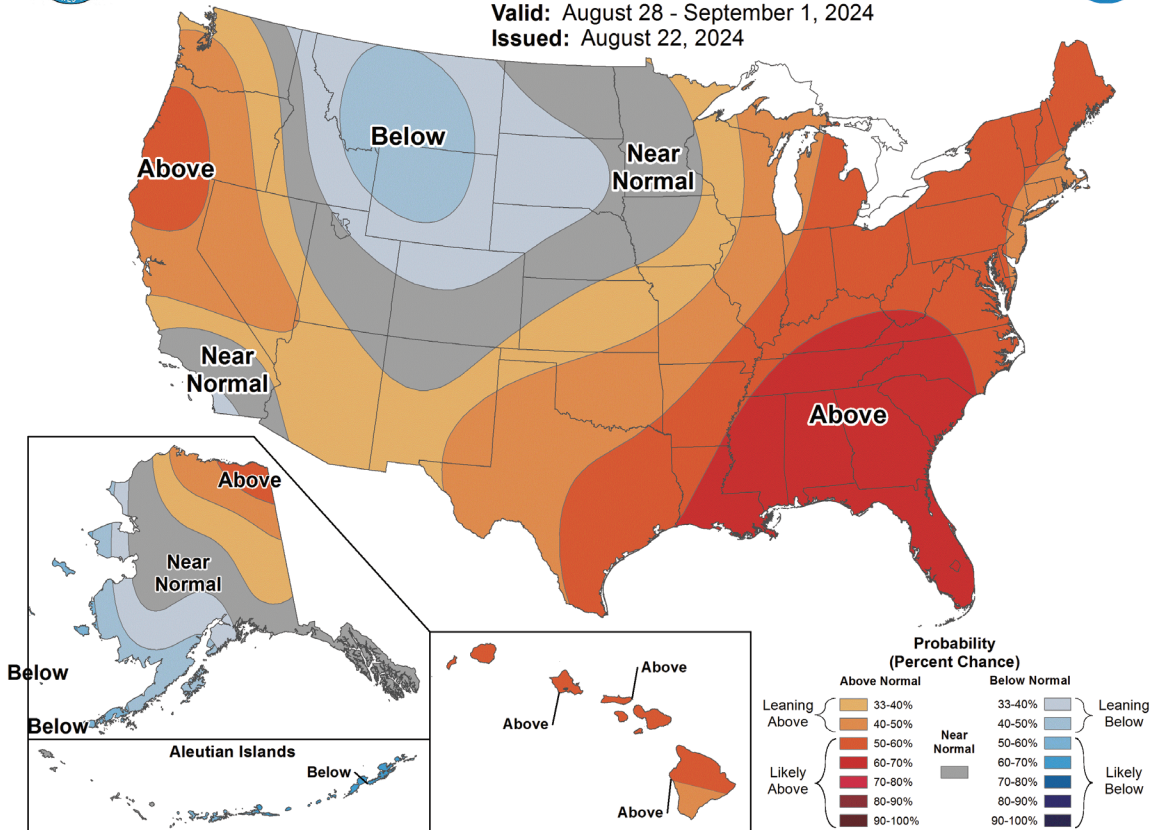 Valid: August 28 - September 1, 2024
Issued: August 22, 2024
Below
Near
Normal
Above
Near
Normal
Above
Above
Near
Normal
Below
Below
Aleutian Islands
Below
Above
Above
Above
Probability
(Percent Chance)
Above Normal
Below Normal
Leaning
Above
33-40%
40-50%
Likely
Above
50-60%
60-70%
70-80%
80-90%
90-100%
Near
Normal
33-40%
40-50%
Leaning
Below
50-60%
60-70%
70-80%
80-90%
90-100%
Likely
Below